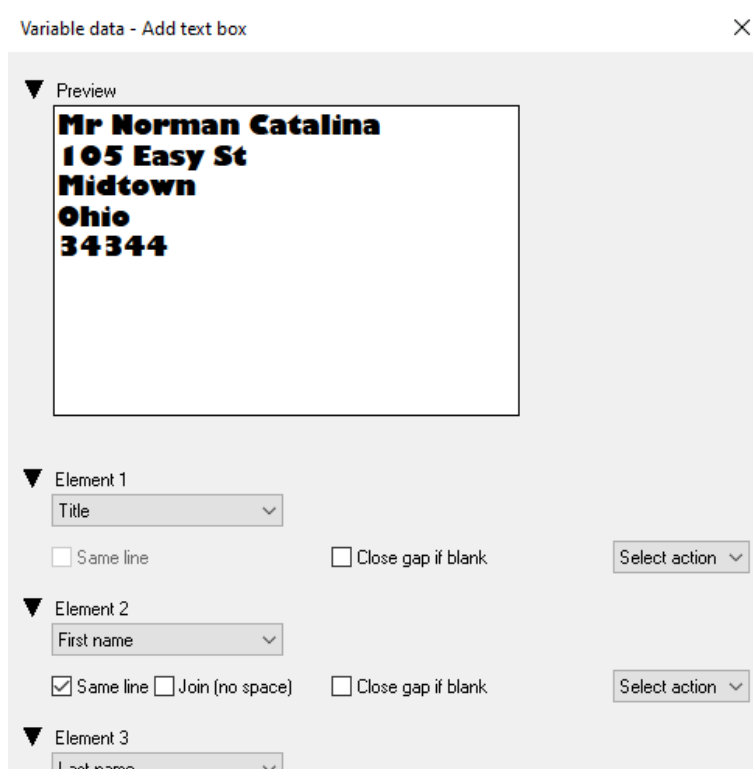 Variable data - Add text box
Preview
Mr Norman Catalina
105 Easy St
Midtown
Ohio
34344
Element 1
Title
Same line Close gap if blank Select action
Element 2
First name
Same line Join (no space) Close gap if blank Select action
Element 3
Last name